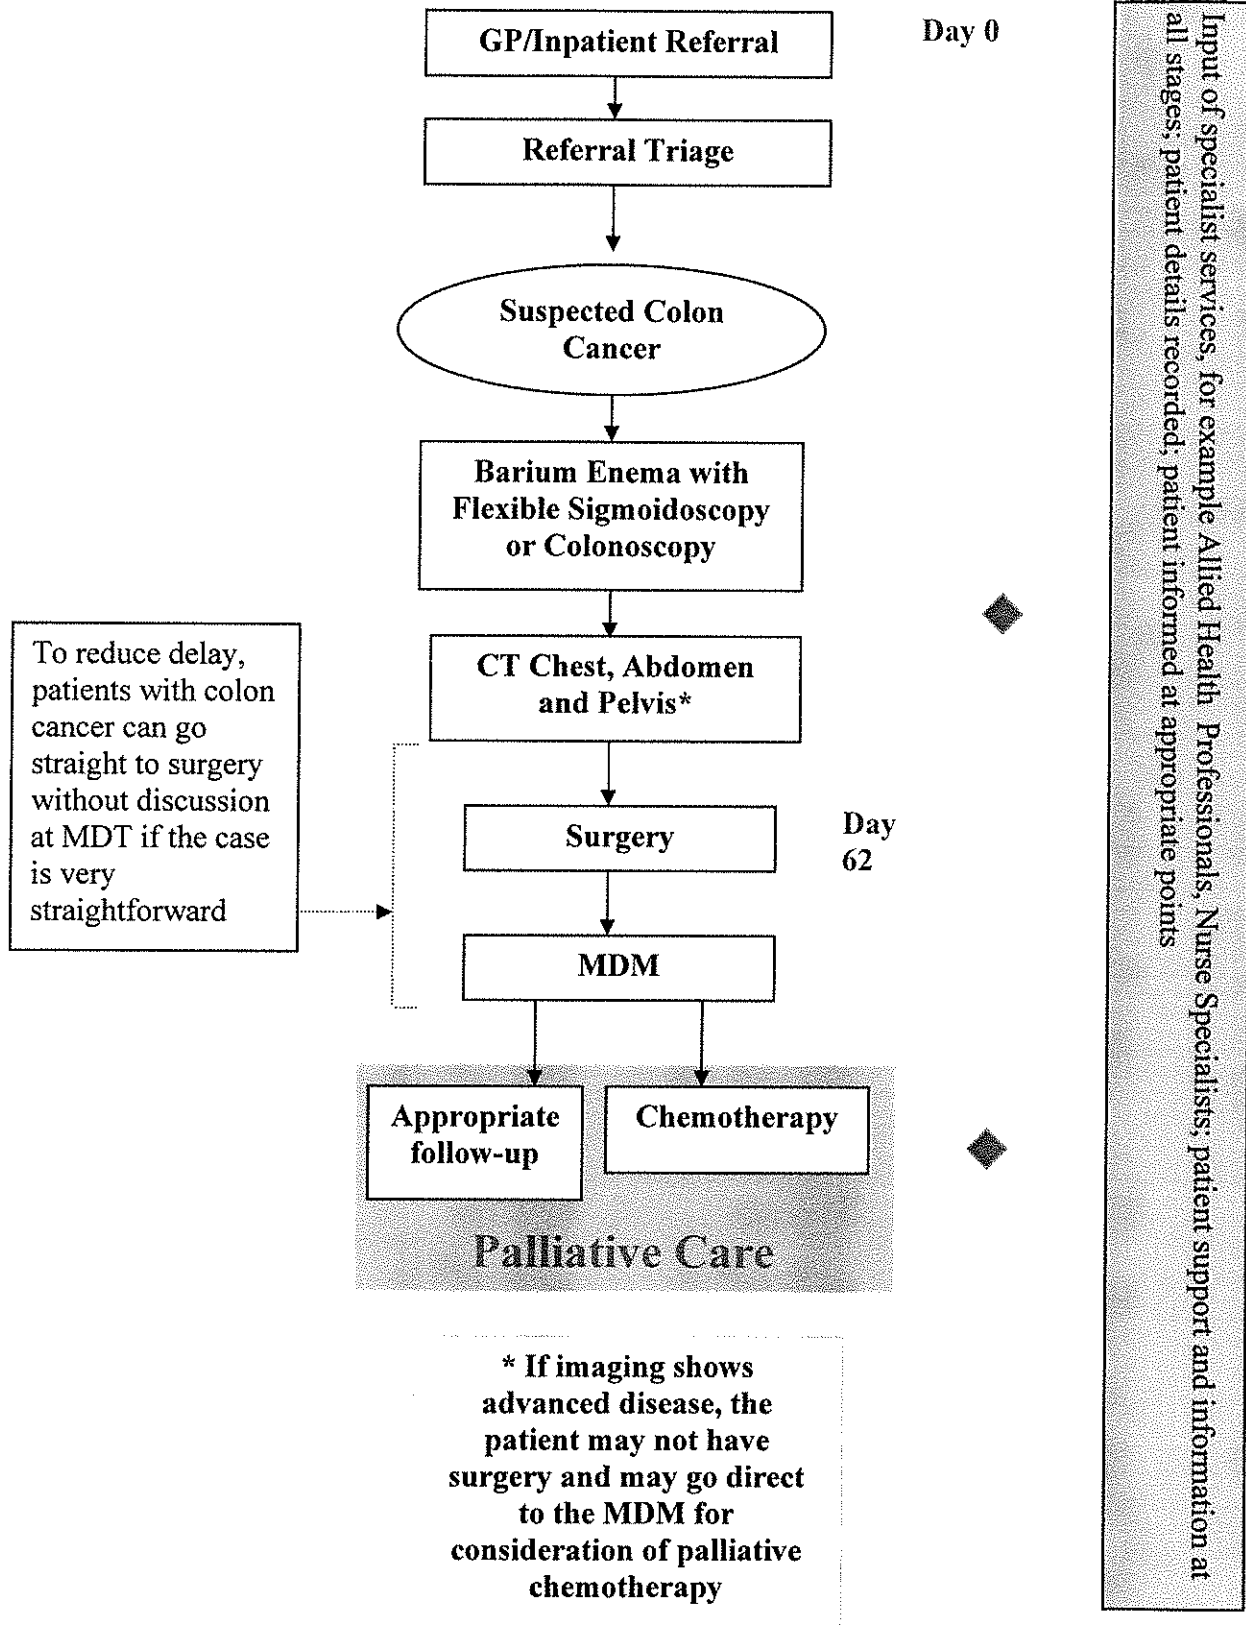 GP/Inpatient Referral
Day 0
Referral Triage
Suspected Colon
Cancer
Barium Enema with
Flexible Sigmoidoscopy
or Colonoscopy
CT Chest, Abdomen
and Pelvis*
To reduce delay,
patients with colon
cancer can go
straight to surgery
without discussion
at MDT if the case
is very
straightforward
Surgery
Day
62
MDM
Appropriate
follow-up
Chemotherapy
Palliative Care
* If imaging shows
advanced disease, the
patient may not have
surgery and may go direct
to the MDM for
consideration of palliative
chemotherapy
Input of specialist services, for example Allied Health Professionals, Nurse Specialists; patient support and information at
all stages; patient details recorded; patient informed at appropriate points